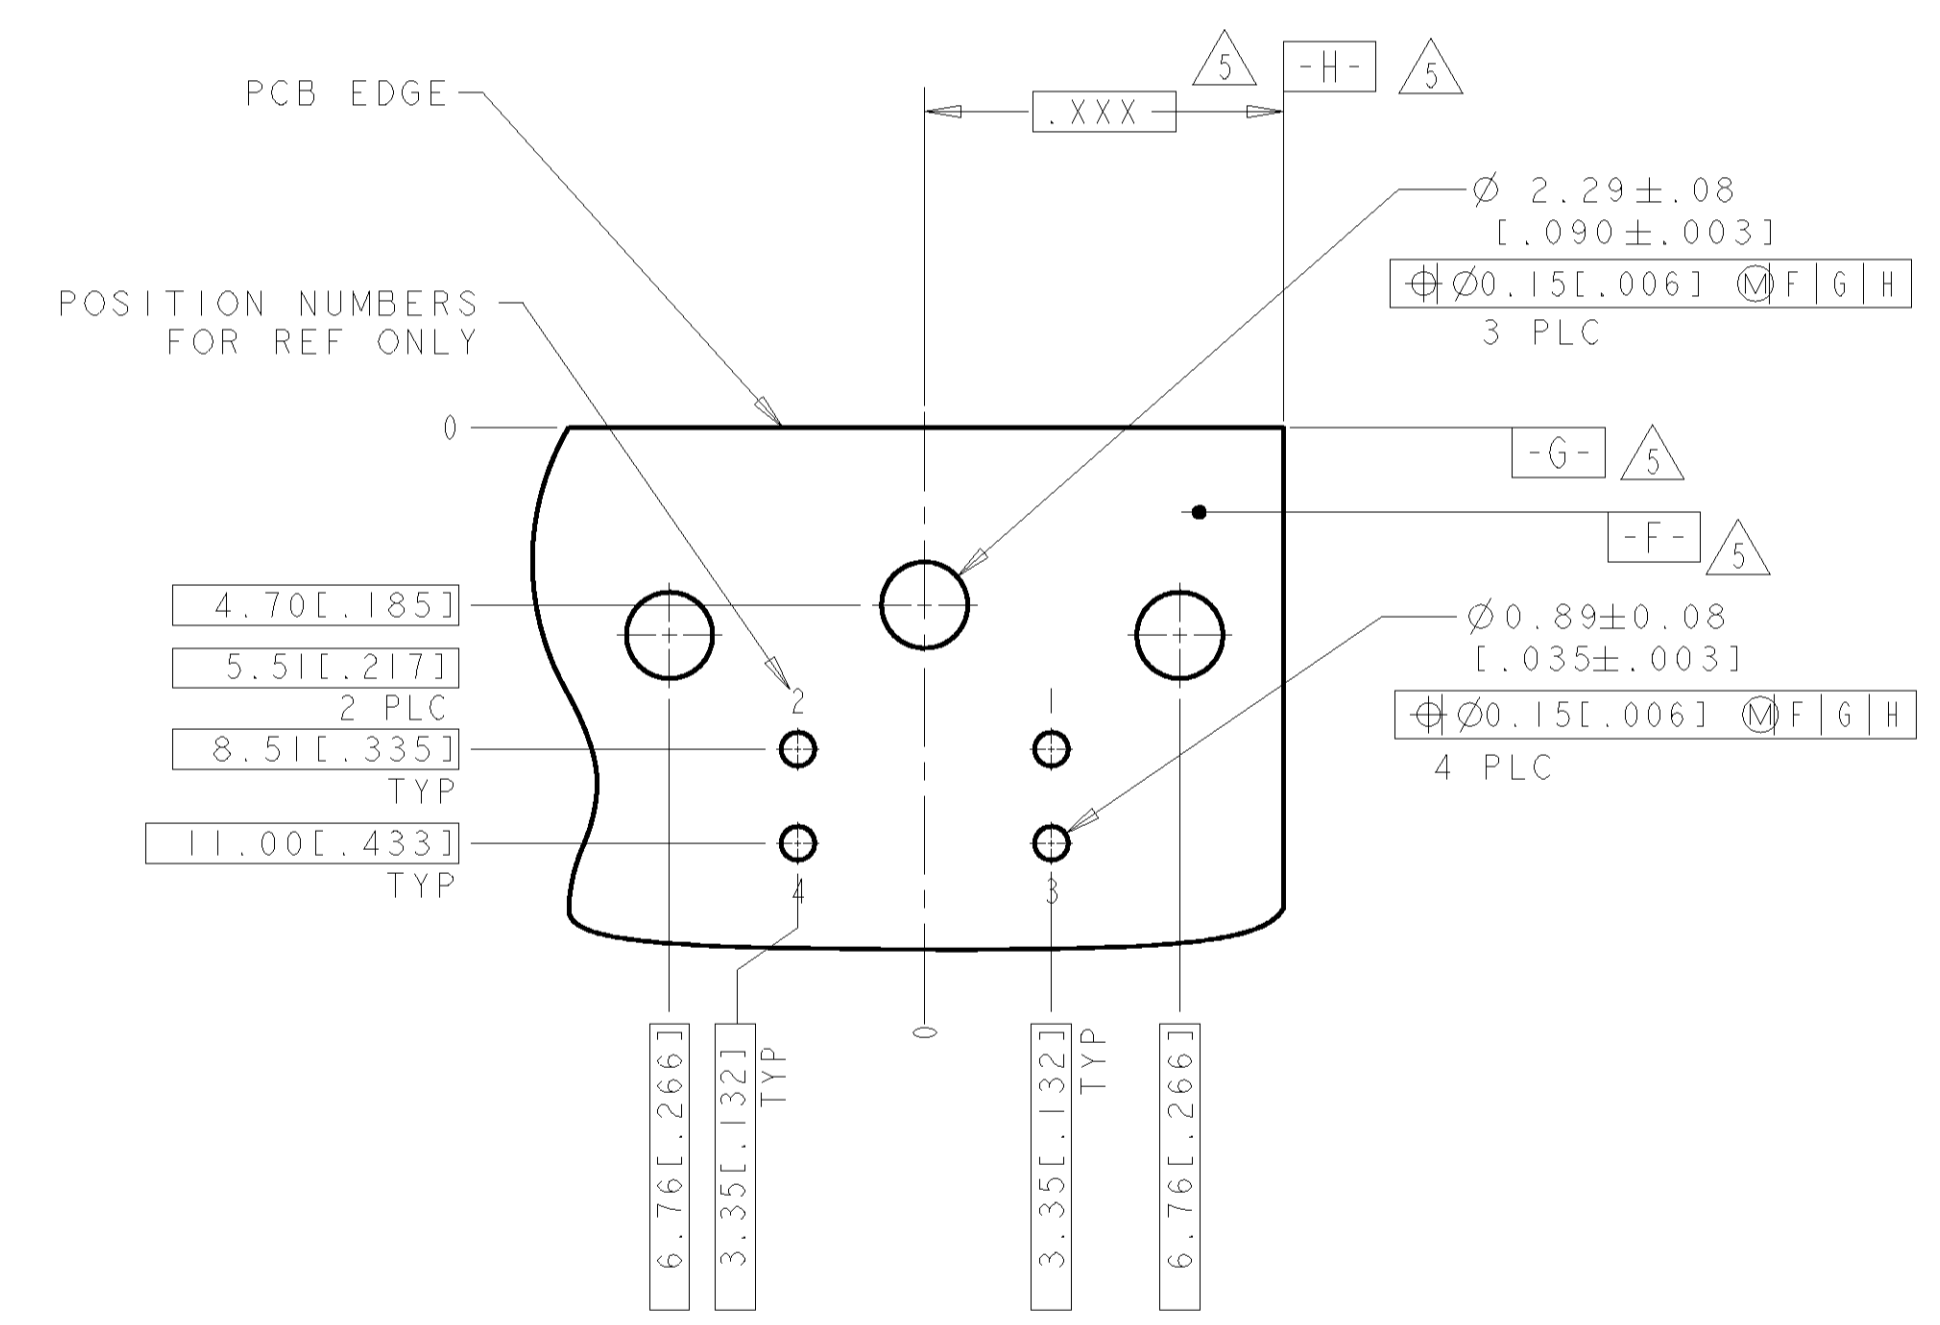 5
-H-
5
PCB EDGE
.XXX
Ø 2.29±.08
[.090±.003]
⌖ Ø0.15[.006] Ⓜ F G H
3 PLC
POSITION NUMBERS
FOR REF ONLY
0
-G-
5
-F-
5
4.70[.185]
Ø0.89±0.08
[.035±.003]
5.51[.217]
2 PLC
2
⌖ Ø0.15[.006] Ⓜ F G H
4 PLC
8.51[.335]
TYP
11.00[.433]
TYP
4
3
0
6.76[.266]
3.35[.132]
TYP
3.35[.132]
TYP
6.76[.266]